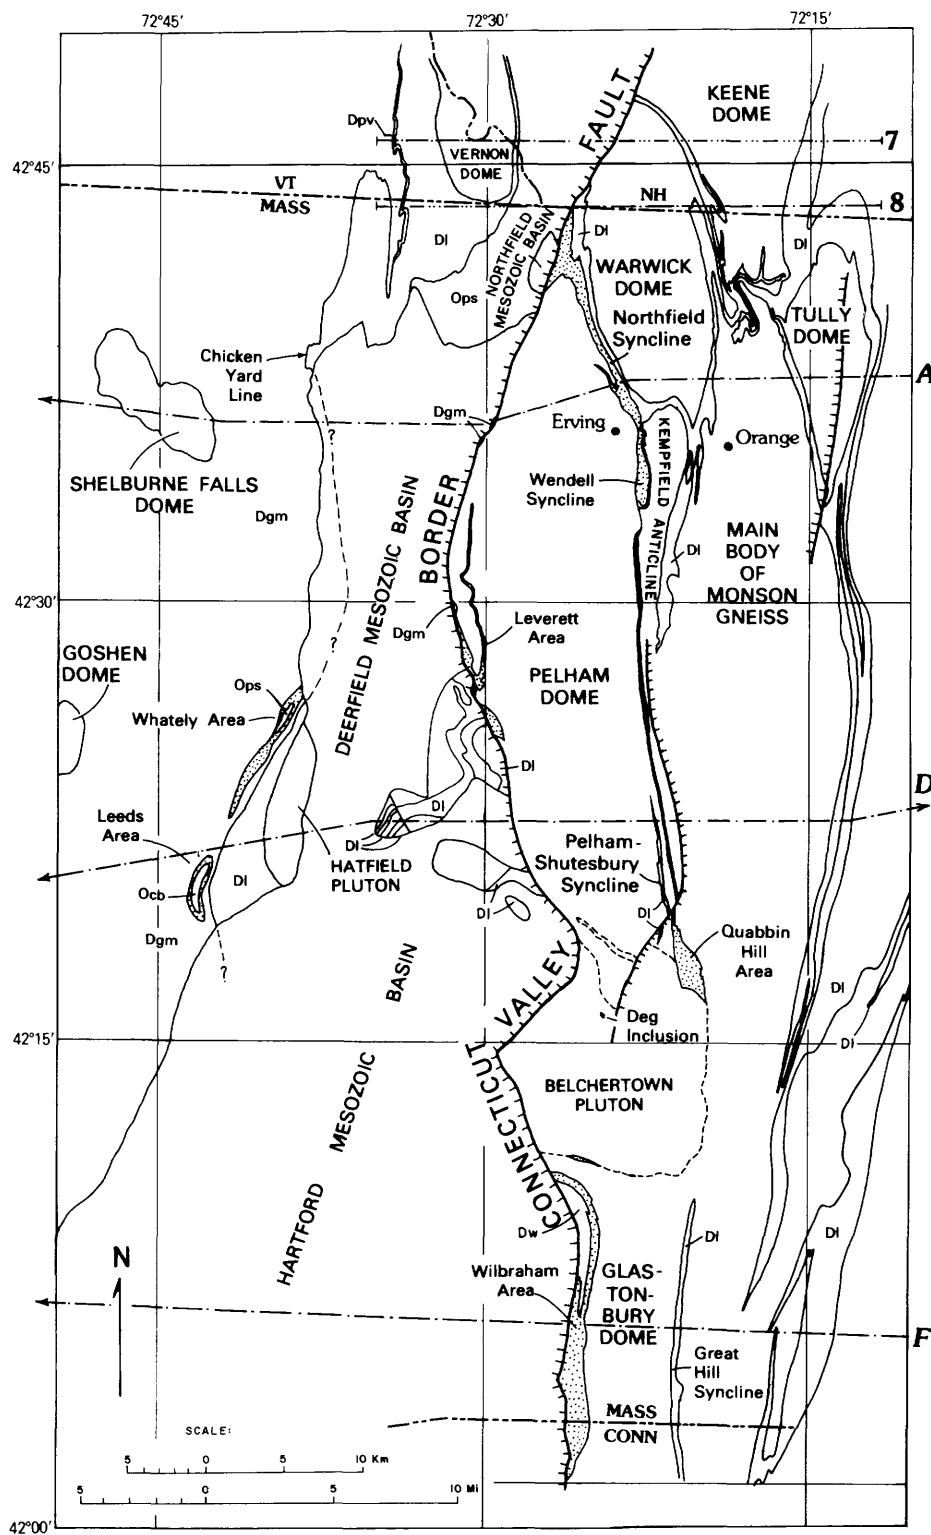 72°45'
72°30'
72°15'
KEENE
DOME
FAULT
Dpv
7
VERNON
DOME
42°45'
VT
MASS
NH
8
Dl
Dl
Dl
NORTHFIELD
MESOZOIC BASIN
WARWICK
DOME
Ops
Northfield
Syncline
TULLY
DOME
Chicken
Yard
Line
A
Dgm
?
Erving
Orange
KEMPFIELD ANTICLINE
SHELBURNE FALLS
DOME
Wendell
Syncline
Dgm
BORDER
DEERFIELD MESOZOIC BASIN
MAIN
BODY
OF
MONSON
GNEISS
Dl
42°30'
Dgm
Leverett
Area
?
GOSHEN
DOME
PELHAM
DOME
Ops
Whately Area
Dl
D
Leeds
Area
Dl
Dl
HATFIELD
PLUTON
Pelham-
Shutesbury
Syncline
Ocb
Dl
Dl
Dl
Dgm
?
Quabbin
Hill
Area
VALLEY
BASIN
Dl
Deg
Inclusion
42°15'
Dl
CONNECTICUT
MESOZOIC
BELCHERTOWN
PLUTON
HARTFORD
Dw
Dl
Dl
N
Wilbraham
Area
GLAS-
TON-
BURY
DOME
F
Great
Hill
Syncline
MASS
CONN
SCALE:
5 0 5 10 Km
5 0 5 10 Mi
42°00'